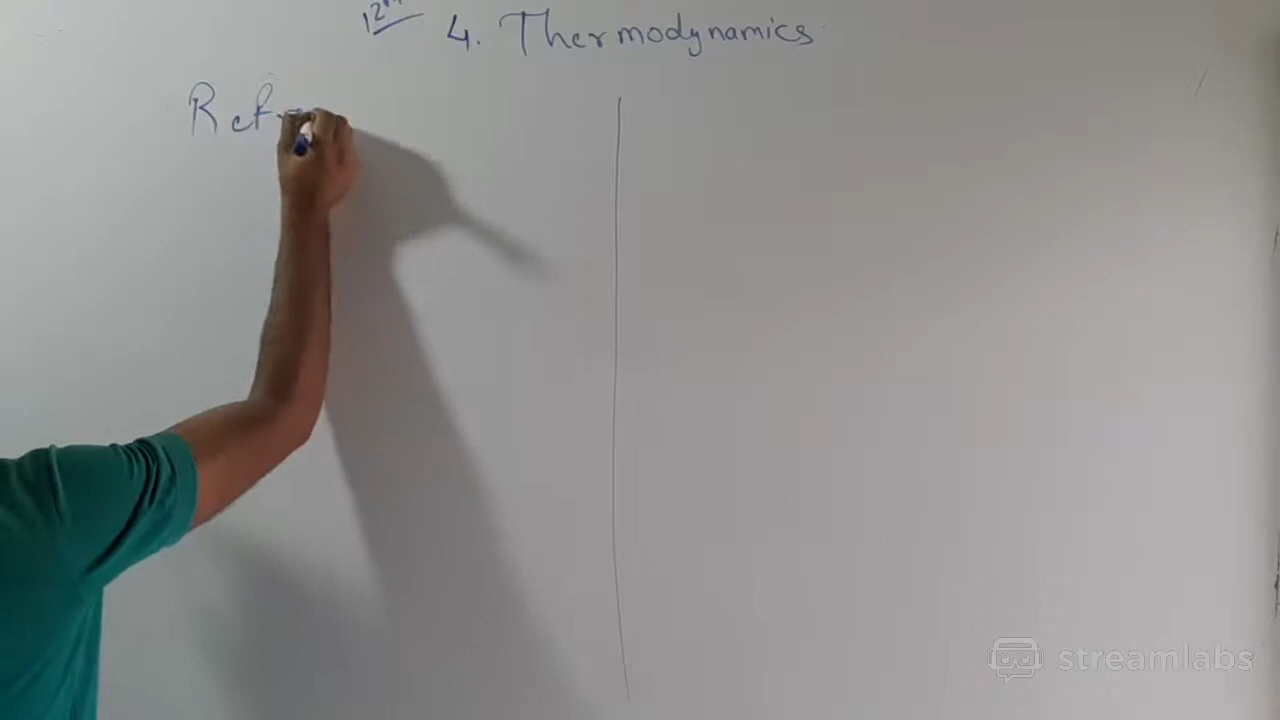 12th 4. Thermodynamics
Ref
streamlabs